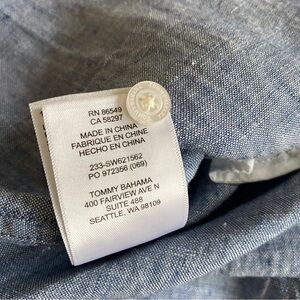 RN 86549
CA 58297
MADE IN CHINA
FABRIQUE EN CHINE
HECHO EN CHINA
233-SW621562
PO 972356 (069)
TOMMY BAHAMA
400 FAIRVIEW AVE N
SUITE 488
SEATTLE, WA 98109